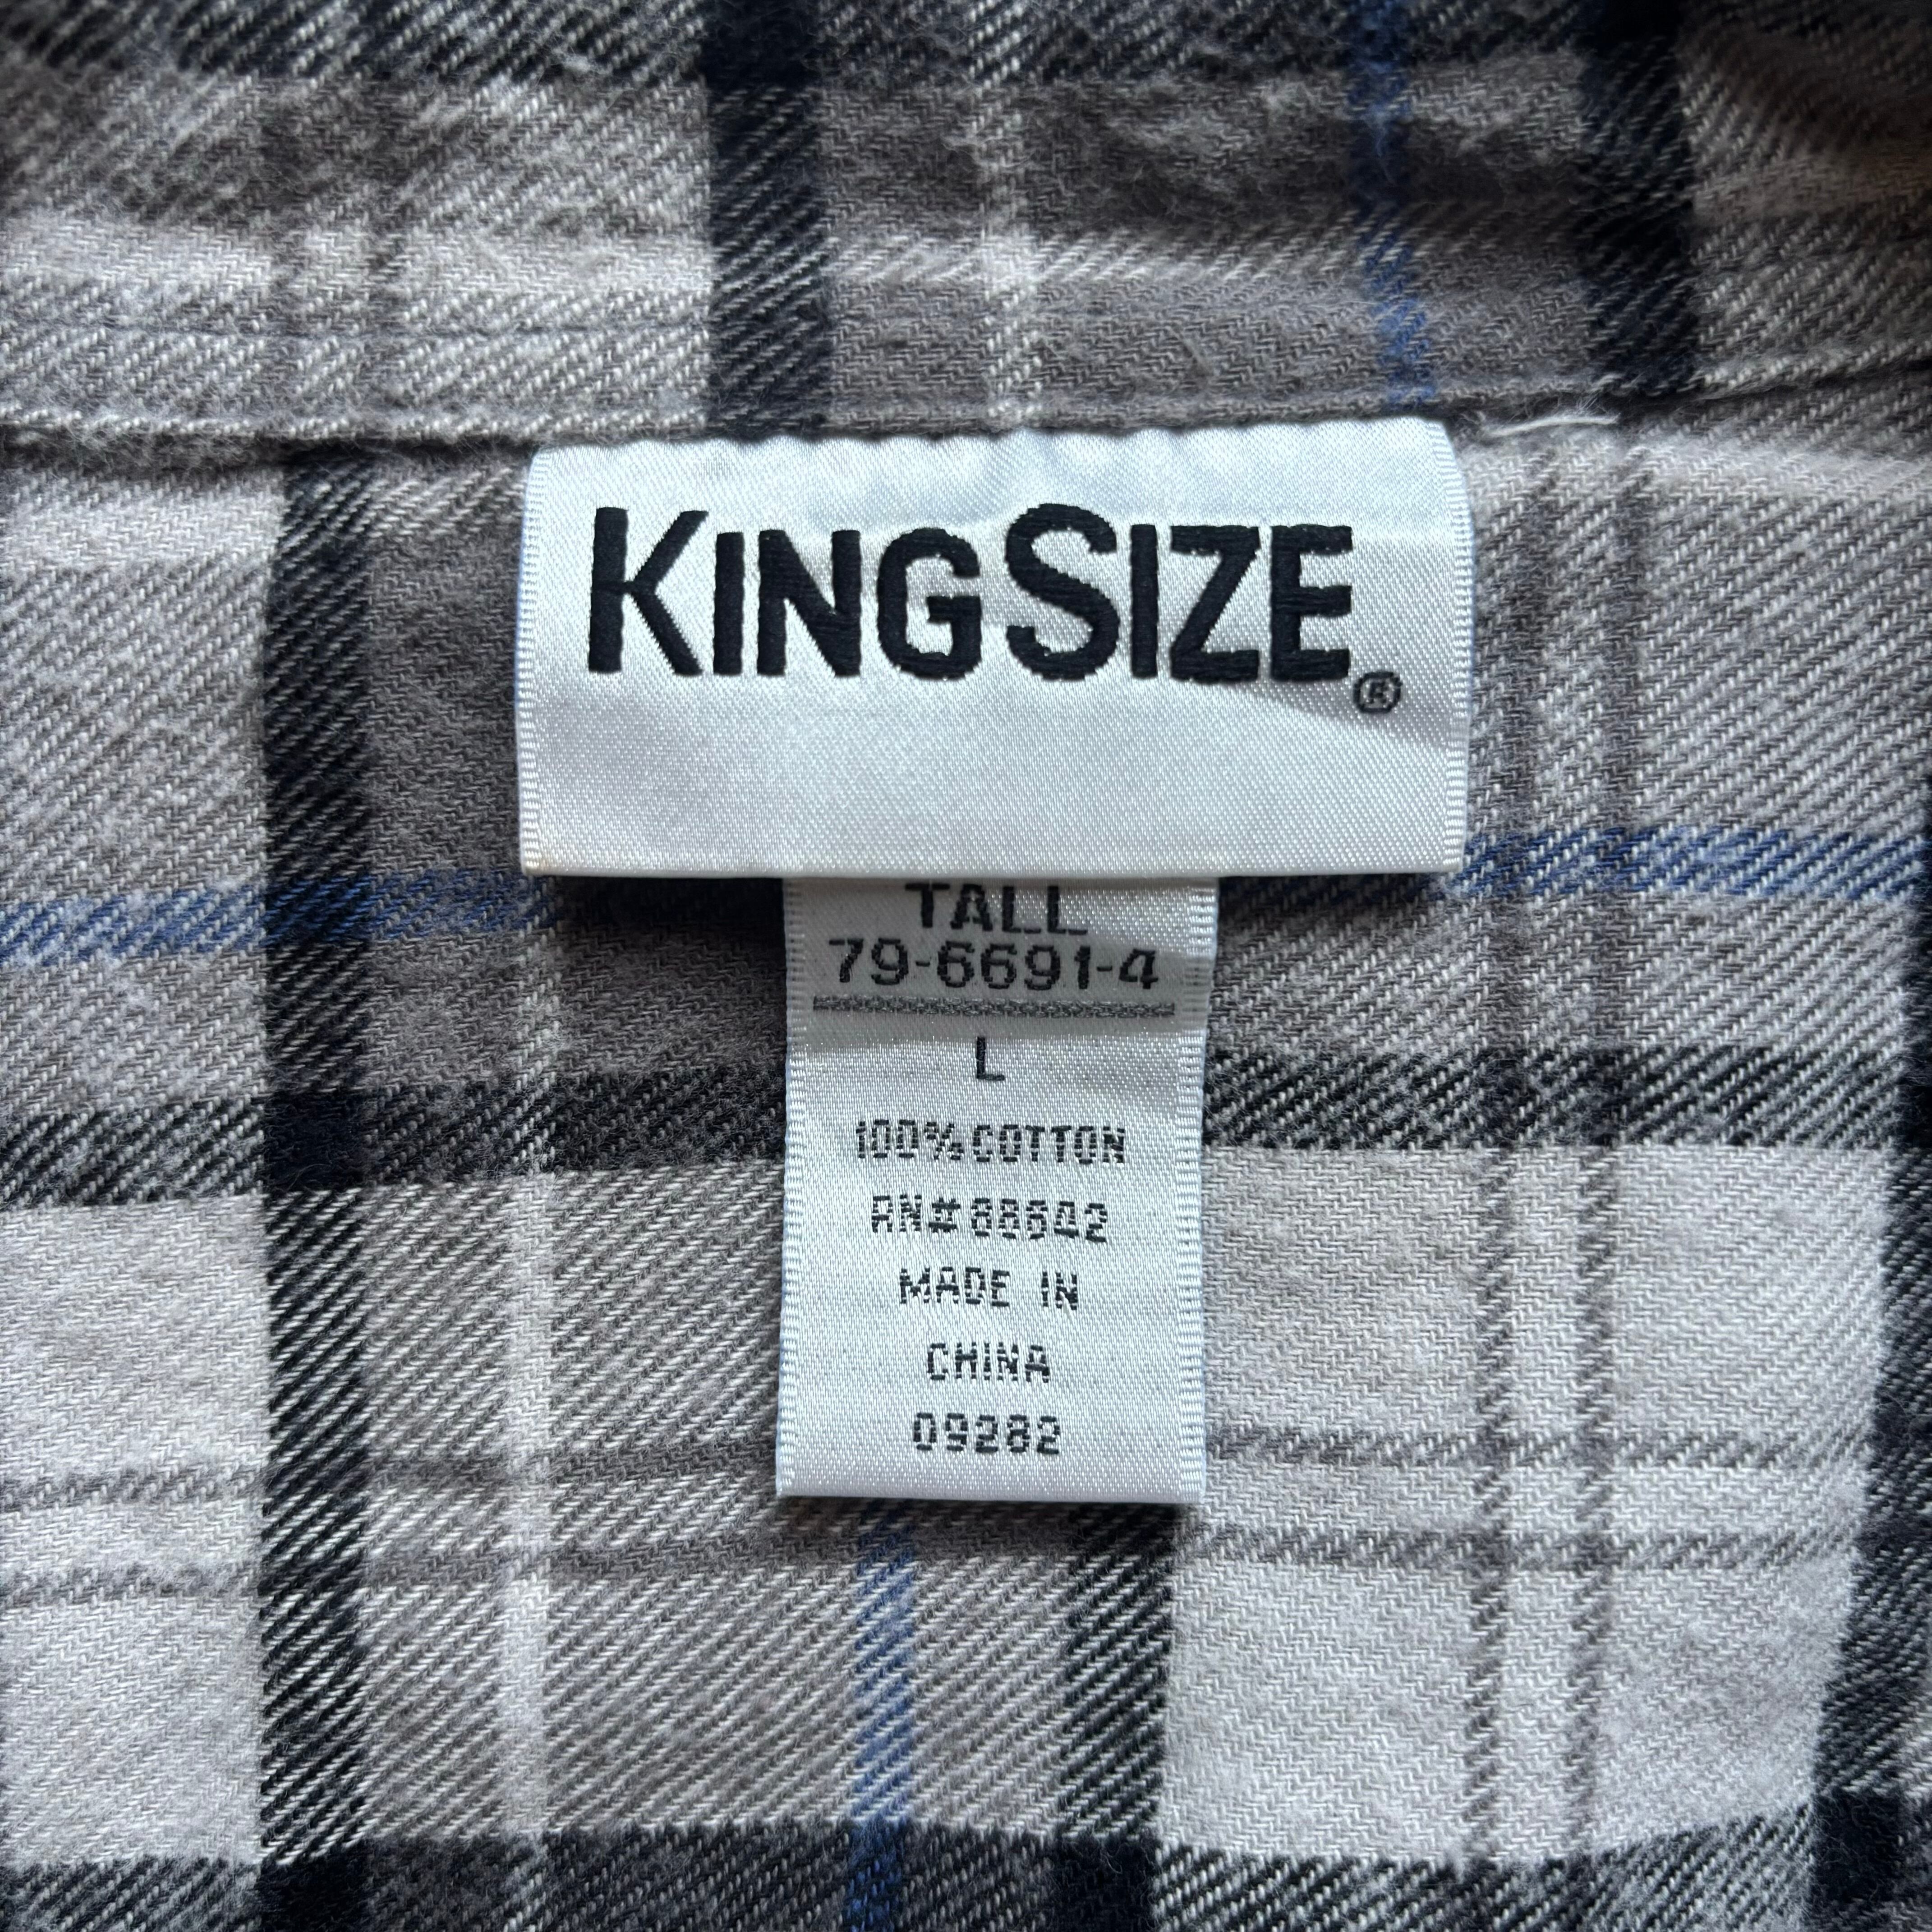 KINGSIZE®
TALL
79-6691-4
L
100% COTTON
RN#88642
MADE IN
CHINA
09282